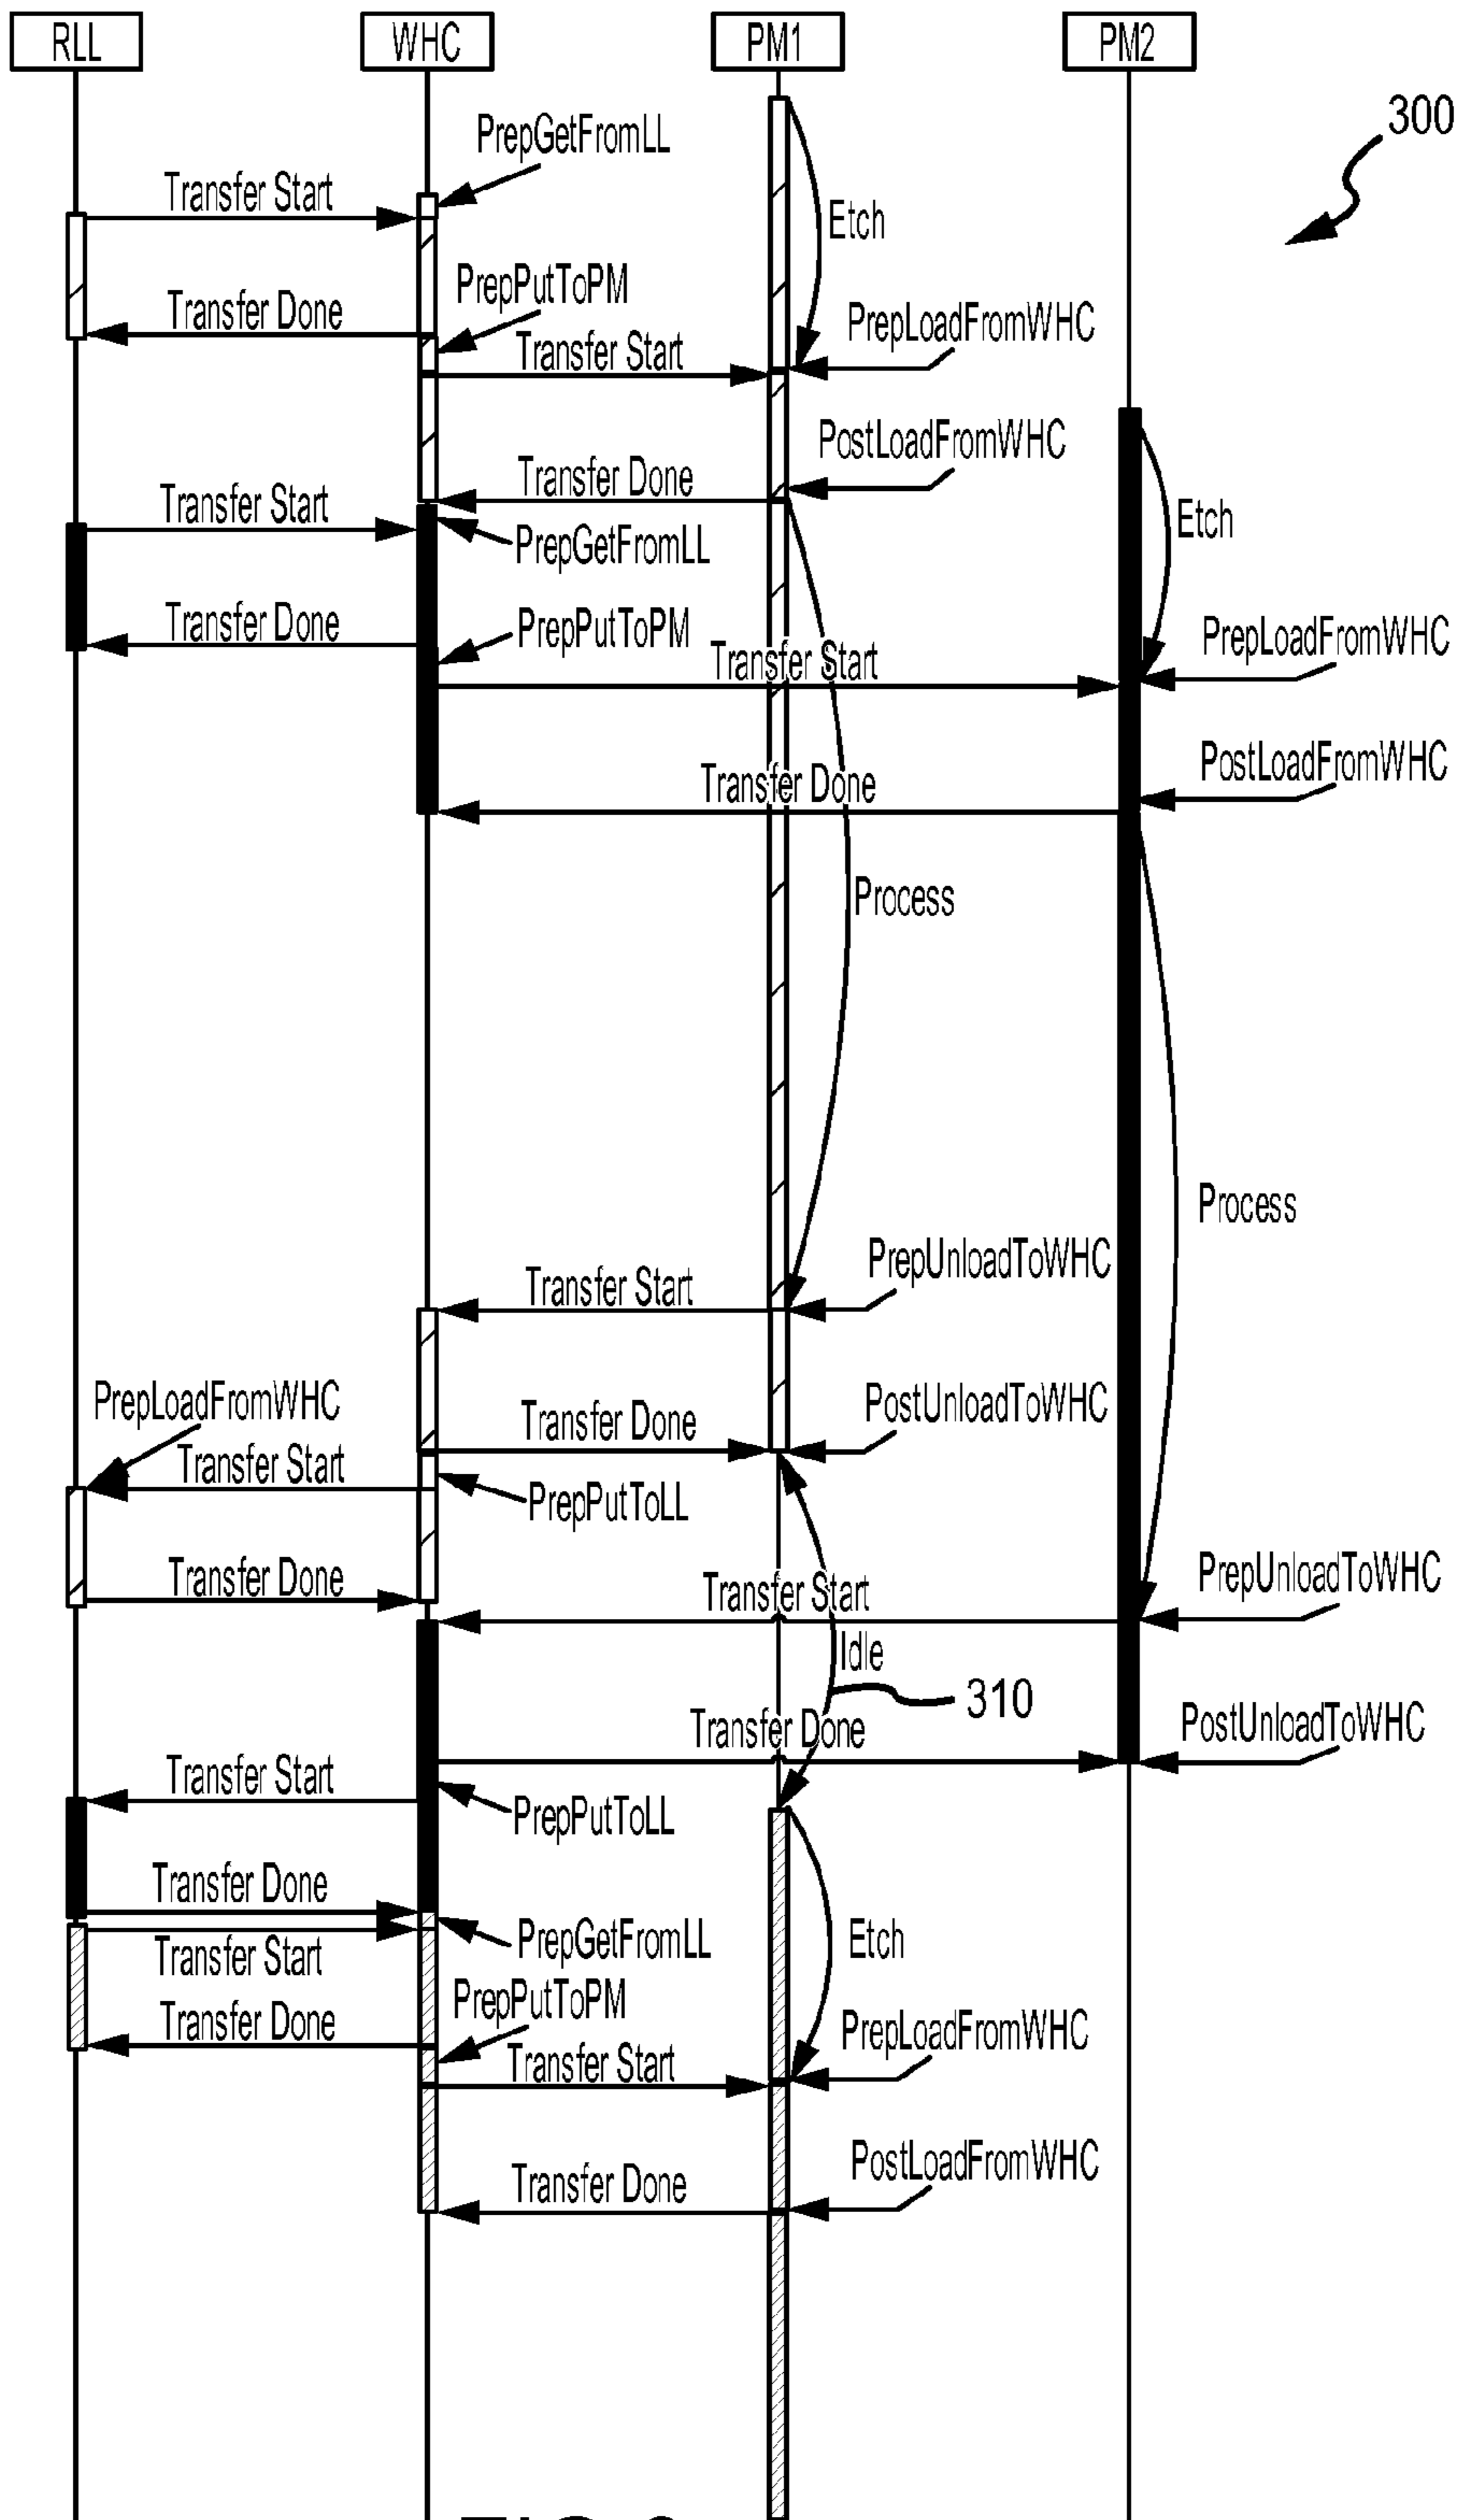 RLL WHC PM1 PM2
300
PrepGetFromLL
Transfer Start
Etch
PrepPutToPM
Transfer Done
PrepLoadFromWHC
Transfer Start
PostLoadFromWHC
Transfer Done
Transfer Start
Etch
PrepGetFromLL
Transfer Done
PrepPutToPM
PrepLoadFromWHC
Transfer Start
PostLoadFromWHC
Transfer Done
Process
Process
PrepUnloadToWHC
Transfer Start
PrepLoadFromWHC
PostUnloadToWHC
Transfer Done
Transfer Start
PrepPutToLL
Transfer Done
PrepUnloadToWHC
Transfer Start
Idle
310
PostUnloadToWHC
Transfer Done
Transfer Start
PrepPutToLL
Transfer Done
PrepGetFromLL
Etch
Transfer Start
PrepPutToPM
Transfer Done
PrepLoadFromWHC
Transfer Start
PostLoadFromWHC
Transfer Done